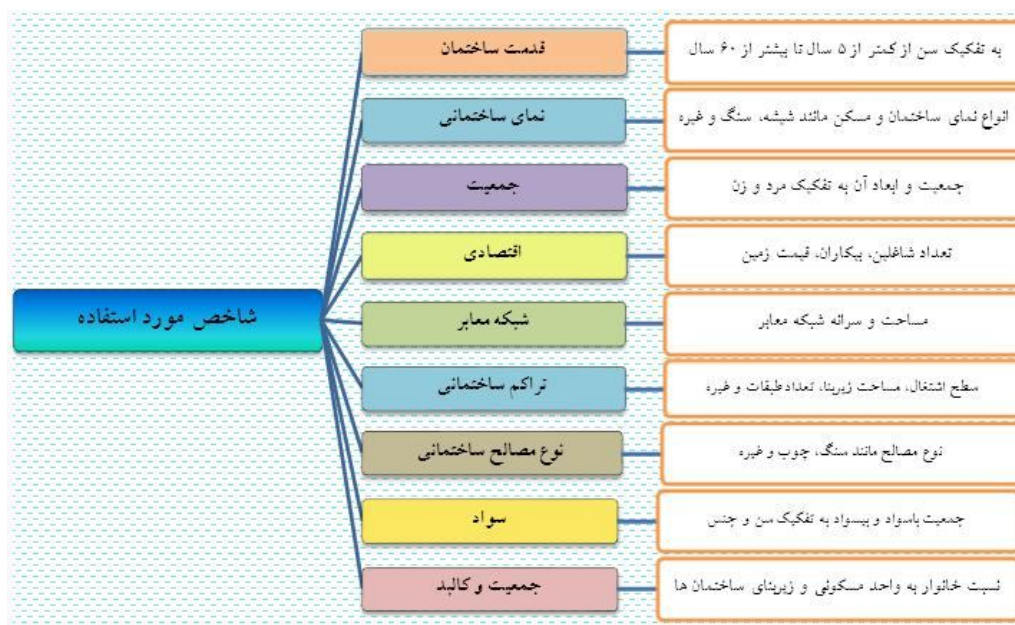 شاخص مورد استفاده
قدمت ساختمان
به تفکیک سن از کمتر از ۵ سال تا بیشتر از ۶۰ سال
نمای ساختمانی
انواع نمای ساختمان و مسکن مانند شیشه، سنگ و غیره
جمعیت
جمعیت و ابعاد آن به تفکیک مرد و زن
اقتصادی
تعداد شاغلین، بیکاران، قیمت زمین
شبکه معابر
مساحت و سرانه شبکه معابر
تراکم ساختمانی
سطح اشتغال، مساحت زیربنا، تعداد طبقات و غیره
نوع مصالح ساختمانی
نوع مصالح مانند سنگ، چوب و غیره
سواد
جمعیت باسواد و بیسواد به تفکیک سن و جنس
جمعیت و کالبد
نسبت خانوار به واحد مسکونی و زیربنای ساختمان ها